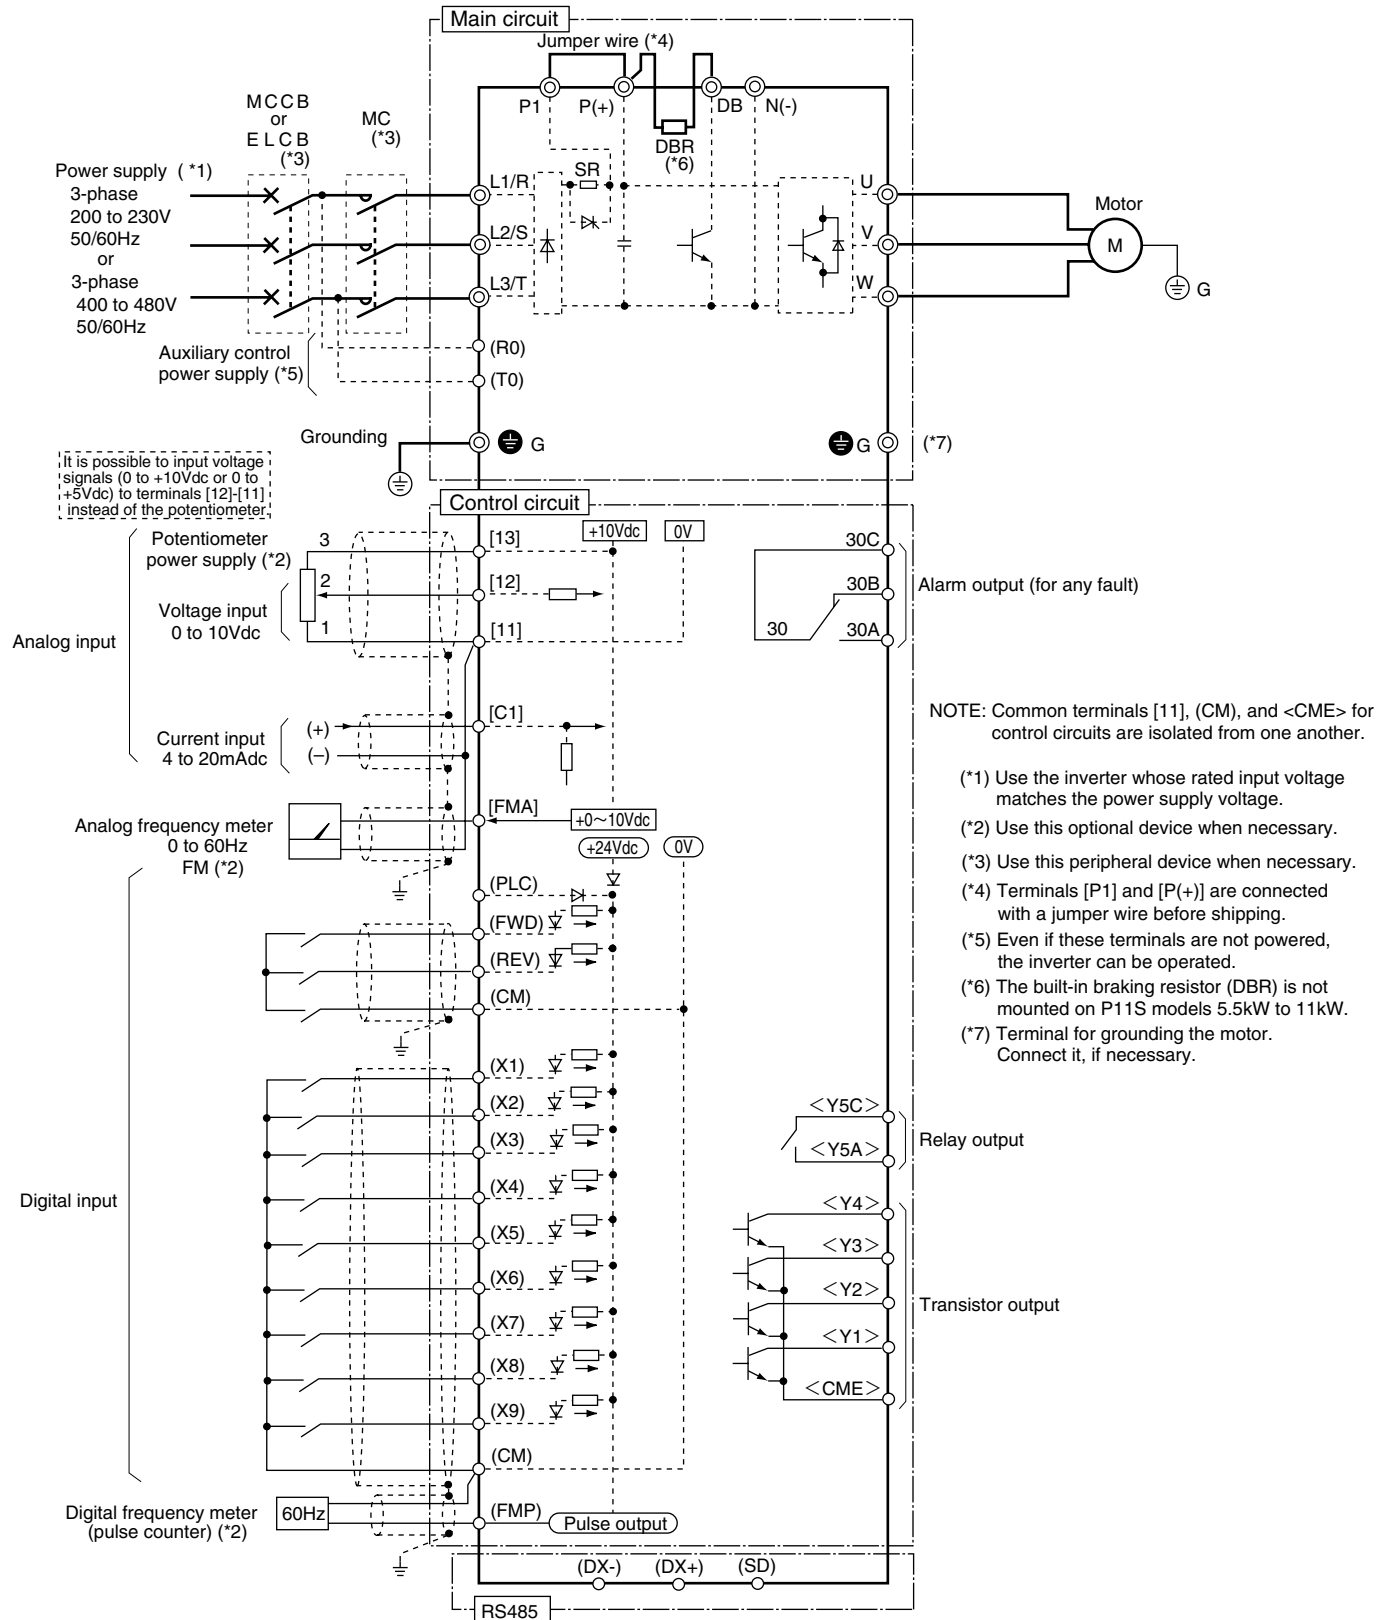 Main circuit
Jumper wire (*4)
P1
P(+)
DB
N(-)
MCCB
or
ELCB
(*3)
MC
(*3)
DBR
(*6)
SR
Power supply (*1)
3-phase
200 to 230V
50/60Hz
or
3-phase
400 to 480V
50/60Hz
L1/R
L2/S
L3/T
U
V
W
Motor
M
G
Auxiliary control
power supply (*5)
(R0)
(T0)
Grounding
G
G
(*7)
It is possible to input voltage
signals (0 to +10Vdc or 0 to
+5Vdc) to terminals [12]-[11]
instead of the potentiometer
Control circuit
Potentiometer
power supply (*2)
3
2
1
Voltage input
0 to 10Vdc
Analog input
[13]
[12]
[11]
+10Vdc
0V
30C
30B
30
30A
Alarm output (for any fault)
Current input
4 to 20mAdc
(+)
(–)
[C1]
NOTE: Common terminals [11], (CM), and <CME> for
control circuits are isolated from one another.
(*1) Use the inverter whose rated input voltage
matches the power supply voltage.
(*2) Use this optional device when necessary.
(*3) Use this peripheral device when necessary.
(*4) Terminals [P1] and [P(+)] are connected
with a jumper wire before shipping.
(*5) Even if these terminals are not powered,
the inverter can be operated.
(*6) The built-in braking resistor (DBR) is not
mounted on P11S models 5.5kW to 11kW.
(*7) Terminal for grounding the motor.
Connect it, if necessary.
Analog frequency meter
0 to 60Hz
FM (*2)
[FMA]
+0～10Vdc
+24Vdc
0V
(PLC)
(FWD)
(REV)
(CM)
Digital input
(X1)
(X2)
(X3)
(X4)
(X5)
(X6)
(X7)
(X8)
(X9)
(CM)
<Y5C>
<Y5A>
Relay output
<Y4>
<Y3>
<Y2>
<Y1>
<CME>
Transistor output
Digital frequency meter
(pulse counter) (*2)
60Hz
(FMP)
Pulse output
(DX-)
(DX+)
(SD)
RS485